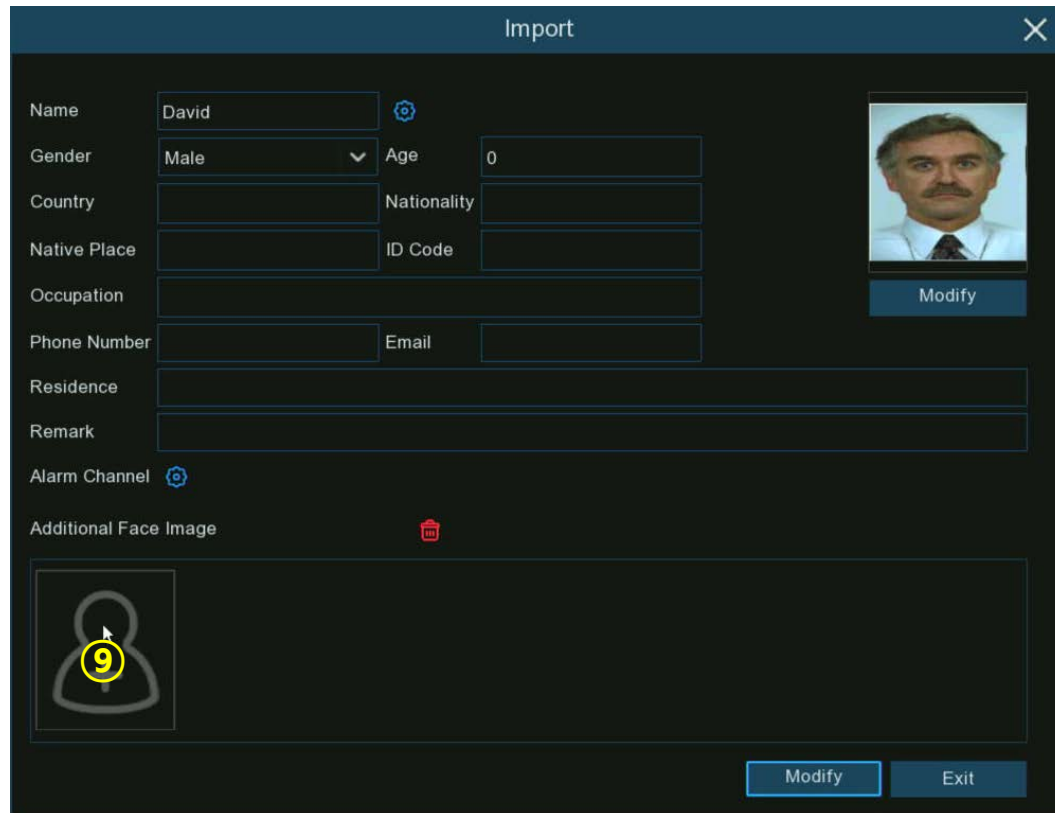 Import
Name David
Gender Male Age 0
Country Nationality
Native Place ID Code
Occupation Modify
Phone Number Email
Residence
Remark
Alarm Channel
Additional Face Image
⑨
Modify Exit